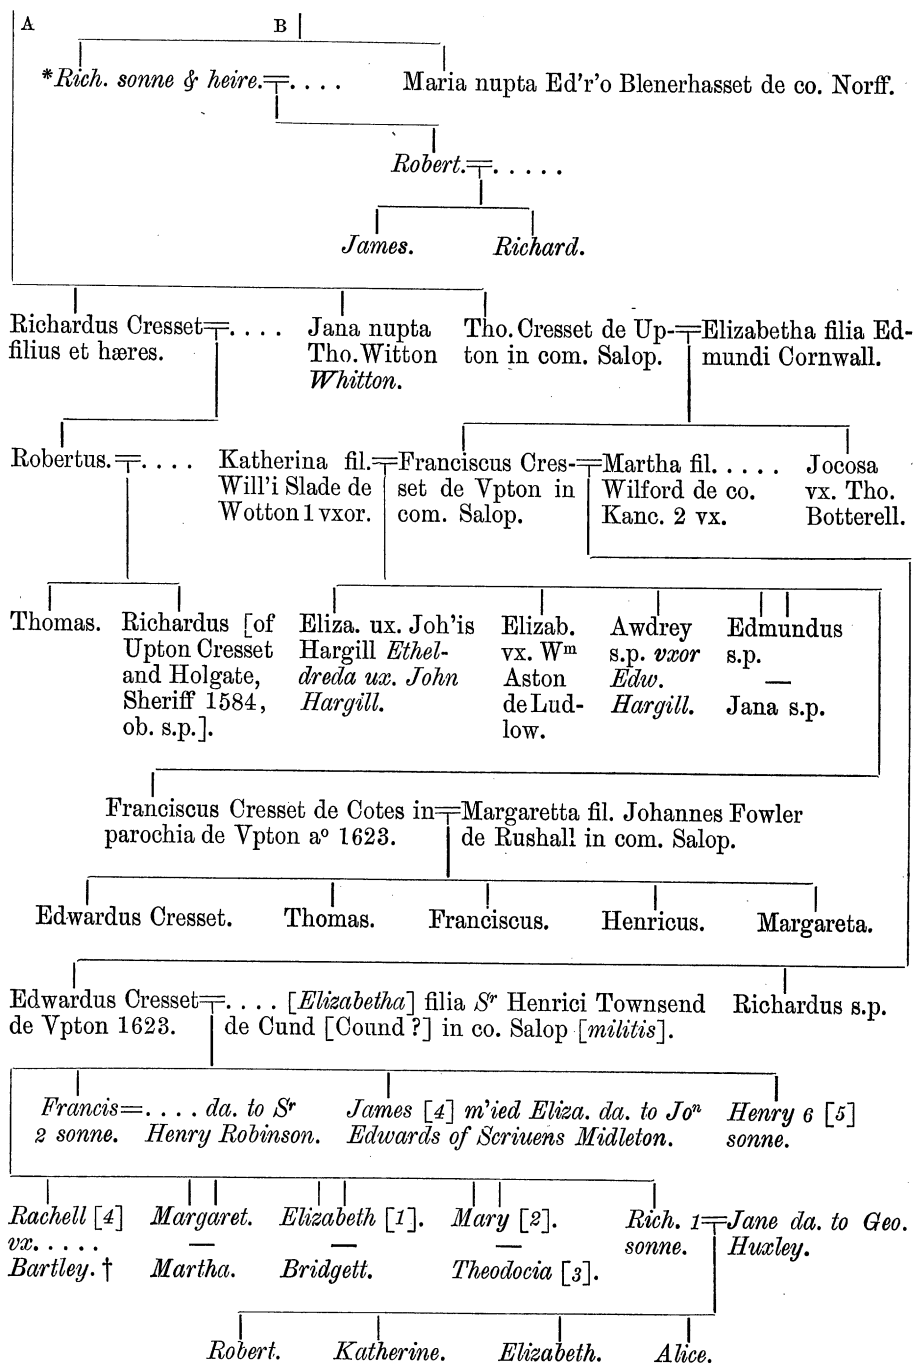 A
B
*Rich. sonne & heire. . . . .
Maria nupta Ed'r'o Blenerhasset de co. Norff.
Robert. . . . . .
James.
Richard.
Richardus Cresset . . . .
filius et hæres.
Jana nupta
Tho. Witton
Whitton.
Tho. Cresset de Up-
ton in com. Salop.
Elizabetha filia Ed-
mundi Cornwall.
Robertus. . . . .
Katherina fil.
Will'i Slade de
Wotton 1 vxor.
Franciscus Cres-
set de Vpton in
com. Salop.
Martha fil. . . . . .
Wilford de co.
Kanc. 2 vx.
Jocosa
vx. Tho.
Botterell.
Thomas.
Richardus [of
Upton Cresset
and Holgate,
Sheriff 1584,
ob. s.p.].
Eliza. ux. Joh'is
Hargill Ethel-
dreda ux. John
Hargill.
Elizab.
vx. Wm
Aston
de Lud-
low.
Awdrey
s.p. vxor
Edw.
Hargill.
Edmundus
s.p.
—
Jana s.p.
Franciscus Cresset de Cotes in
parochia de Vpton aº 1623.
Margaretta fil. Johannes Fowler
de Rushall in com. Salop.
Edwardus Cresset.
Thomas.
Franciscus.
Henricus.
Margareta.
Edwardus Cresset
de Vpton 1623.
. . . . [Elizabetha] filia Sr Henrici Townsend
de Cund [Cound ?] in co. Salop [militis].
Richardus s.p.
Francis=. . . . da. to Sr
2 sonne. Henry Robinson.
James [4] m'ied Eliza. da. to Jon
Edwards of Scriuens Midleton.
Henry 6 [5]
sonne.
Rachell [4]
vx. . . . .
Bartley. †
Margaret.
—
Martha.
Elizabeth [1].
—
Bridgett.
Mary [2].
—
Theodocia [3].
Rich. 1
sonne.
Jane da. to Geo.
Huxley.
Robert.
Katherine.
Elizabeth.
Alice.